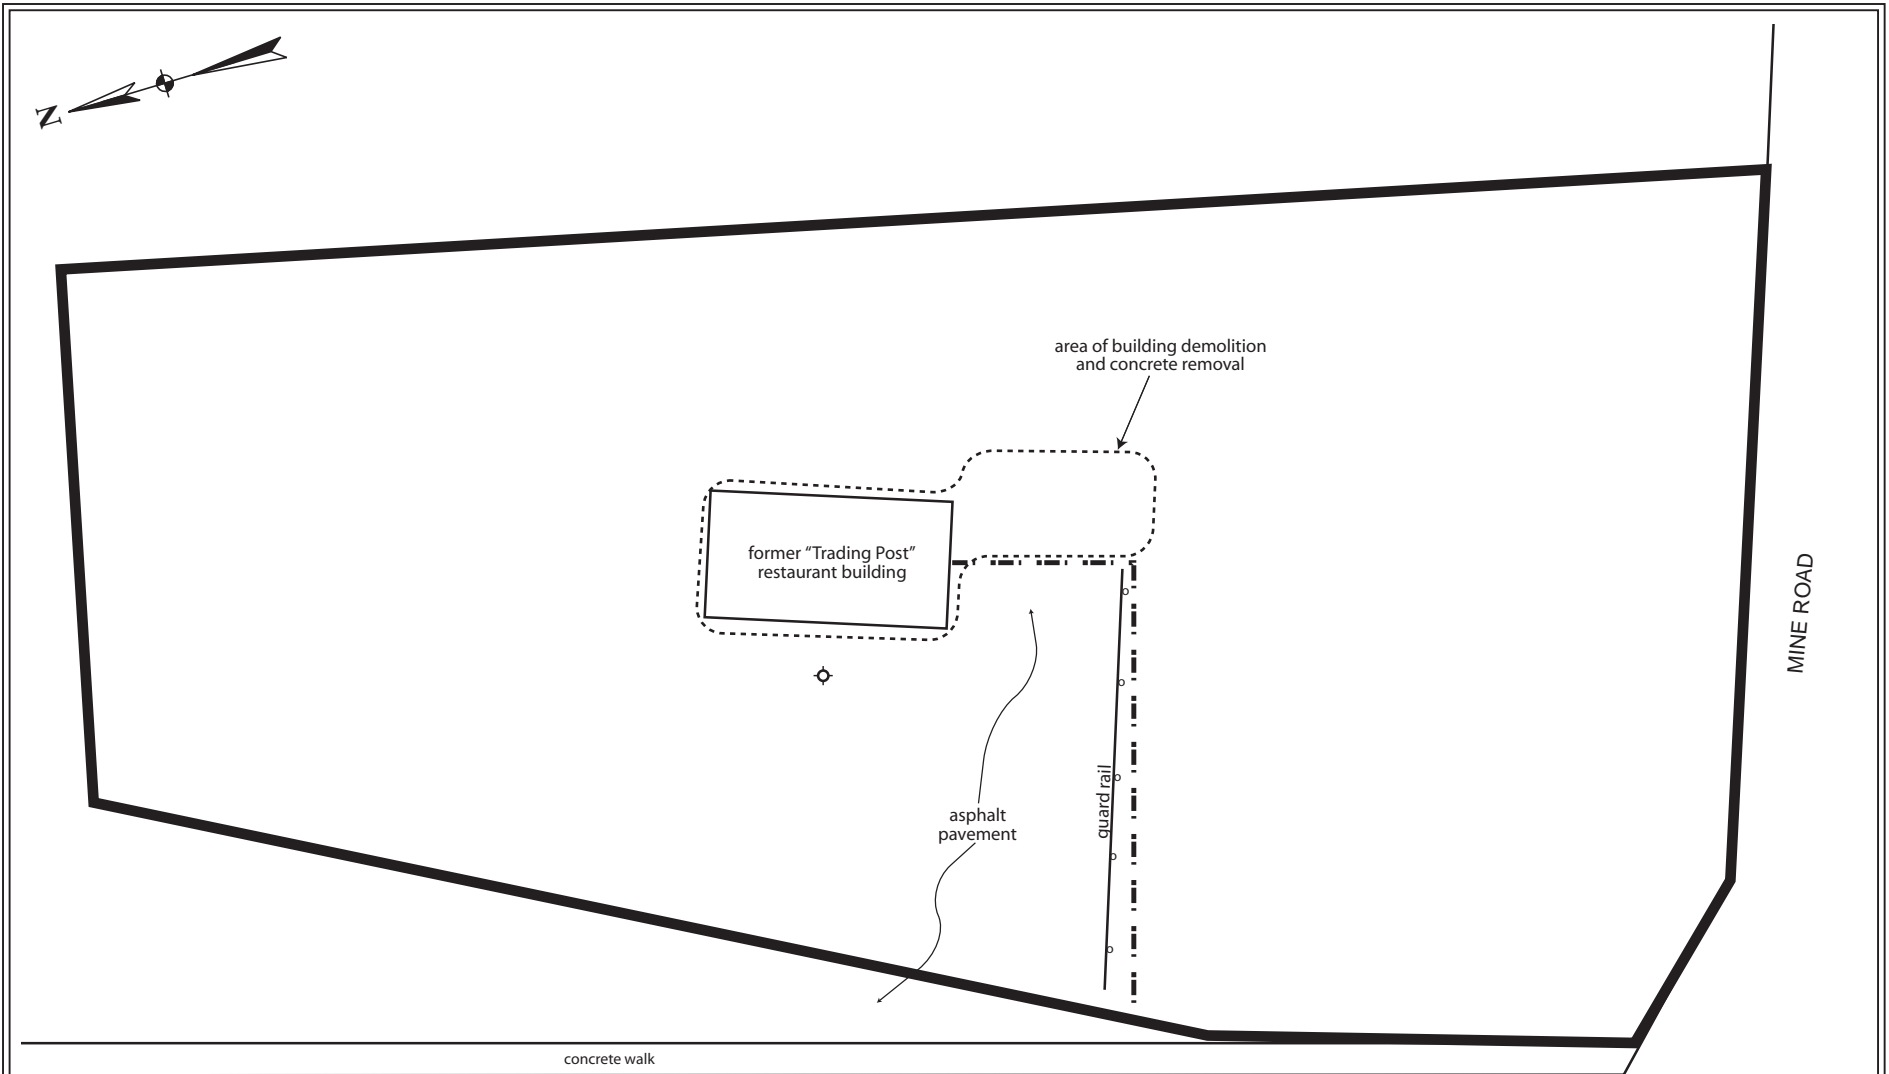 N
area of building demolition
and concrete removal
former “Trading Post”
restaurant building
MINE ROAD
quard rail
asphalt
pavement
concrete walk